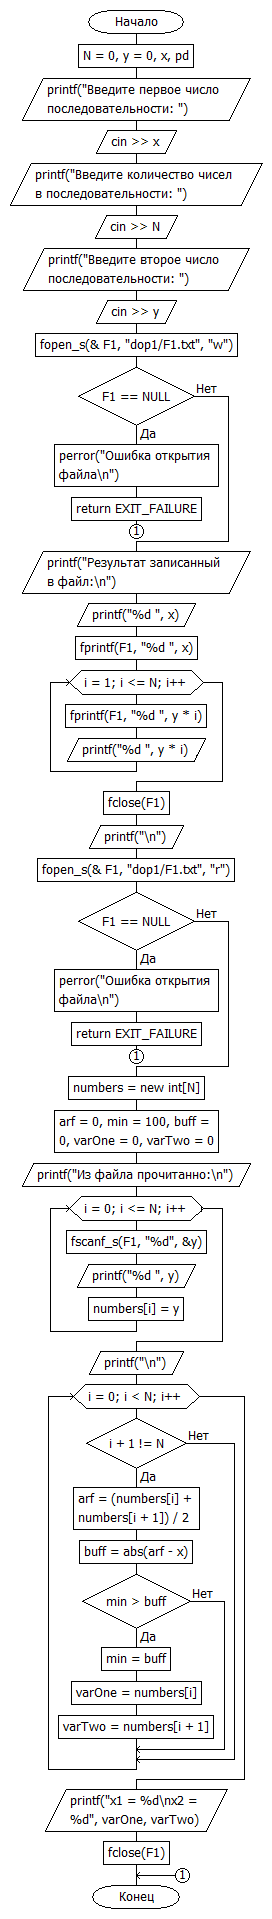 Начало
N = 0, y = 0, x, pd
printf("Введите первое число
последовательности: ")
cin >> x
printf("Введите количество чисел
в последовательности: ")
cin >> N
printf("Введите второе число
последовательности: ")
cin >> y
fopen_s(& F1, "dop1/F1.txt", "w")
F1 == NULL
Нет
Да
perror("Ошибка открытия
файла\n")
return EXIT_FAILURE
1
printf("Результат записанный
в файл:\n")
printf("%d ", x)
fprintf(F1, "%d ", x)
i = 1; i <= N; i++
fprintf(F1, "%d ", y * i)
printf("%d ", y * i)
fclose(F1)
printf("\n")
fopen_s(& F1, "dop1/F1.txt", "r")
F1 == NULL
Нет
Да
perror("Ошибка открытия
файла\n")
return EXIT_FAILURE
1
numbers = new int[N]
arf = 0, min = 100, buff =
0, varOne = 0, varTwo = 0
printf("Из файла прочитанно:\n")
i = 0; i <= N; i++
fscanf_s(F1, "%d", &y)
printf("%d ", y)
numbers[i] = y
printf("\n")
i = 0; i < N; i++
i + 1 != N
Нет
Да
arf = (numbers[i] +
numbers[i + 1]) / 2
buff = abs(arf - x)
min > buff
Нет
Да
min = buff
varOne = numbers[i]
varTwo = numbers[i + 1]
printf("x1 = %d\nx2 =
%d", varOne, varTwo)
fclose(F1)
1
Конец